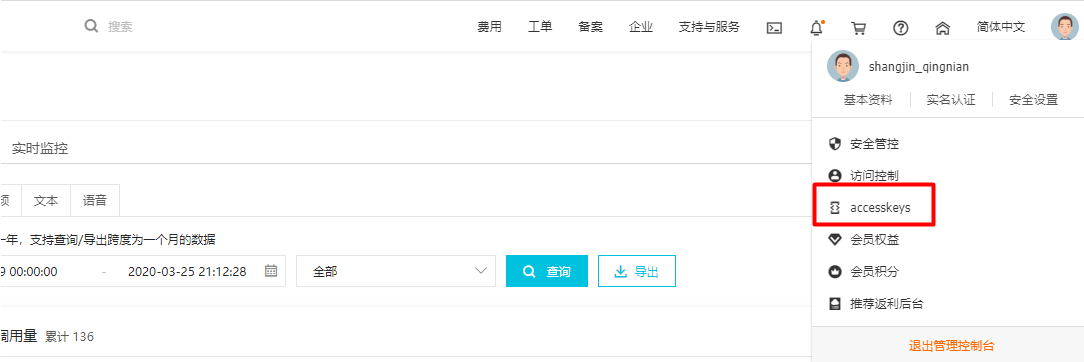 搜索 费用 工单 备案 企业 支持与服务 简体中文
shangjin_qingnian
基本资料 实名认证 安全设置
实时监控
安全管控
访问控制
文本 语音
accesskeys
一年，支持查询/导出跨度为一个月的数据
会员权益
9 00:00:00 - 2020-03-25 21:12:28 全部 查询 导出
会员积分
推荐返利后台
调用量 累计 136
退出管理控制台